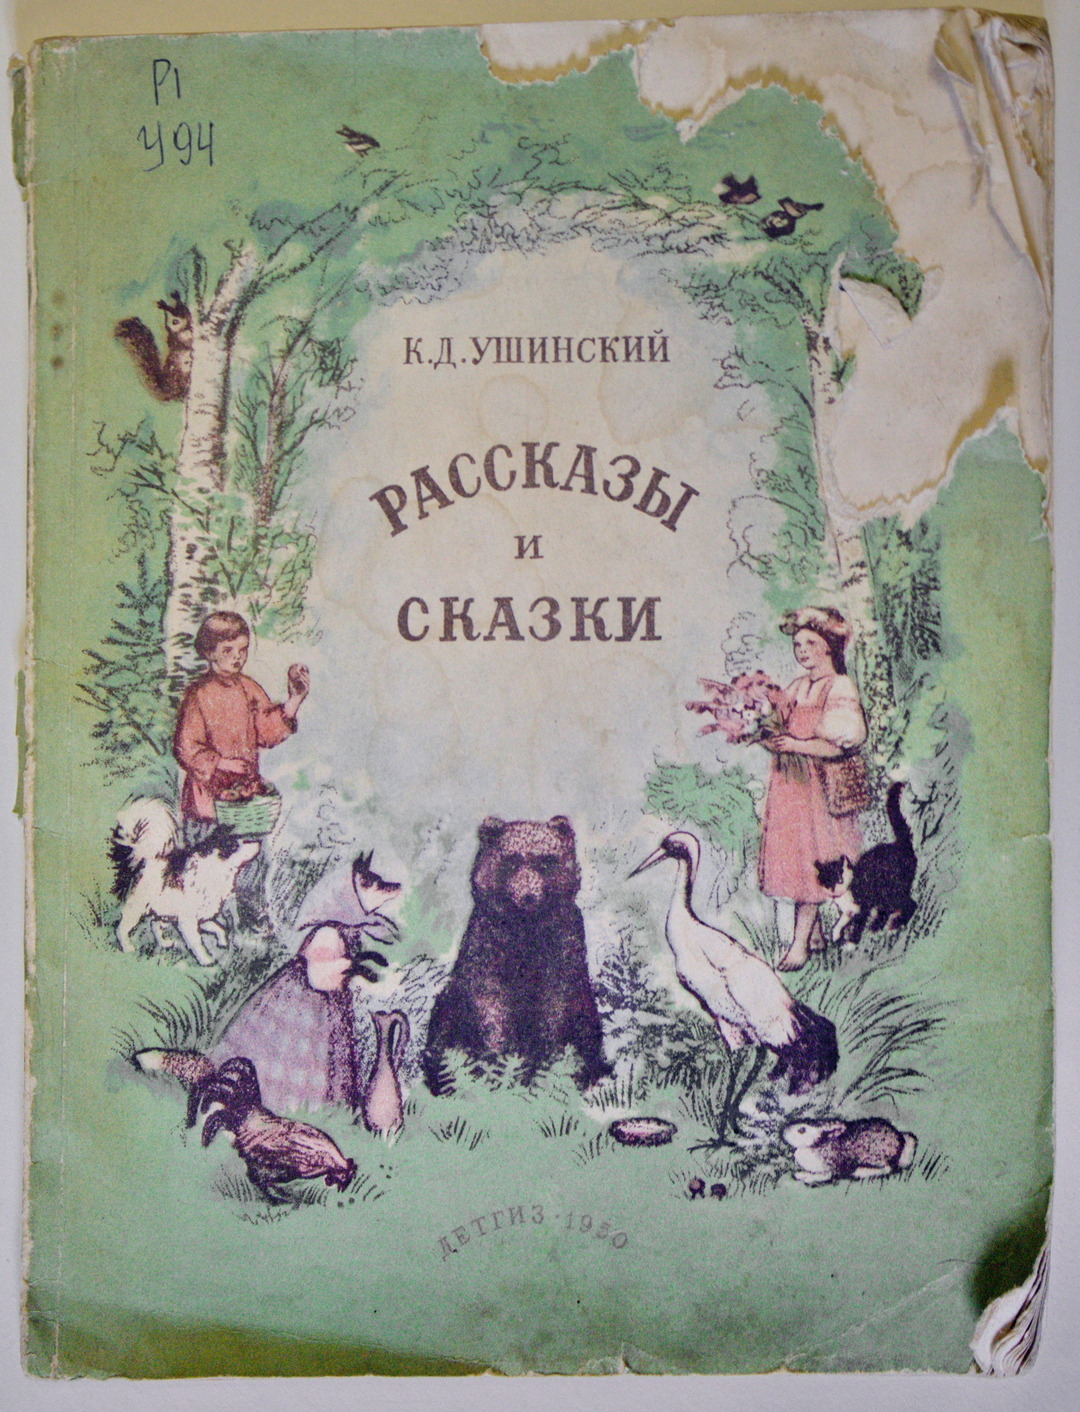 Р1
У94
К.Д.УШИНСКИЙ
РАССКАЗЫ
И
СКАЗКИ
ДЕТГИЗ·1950